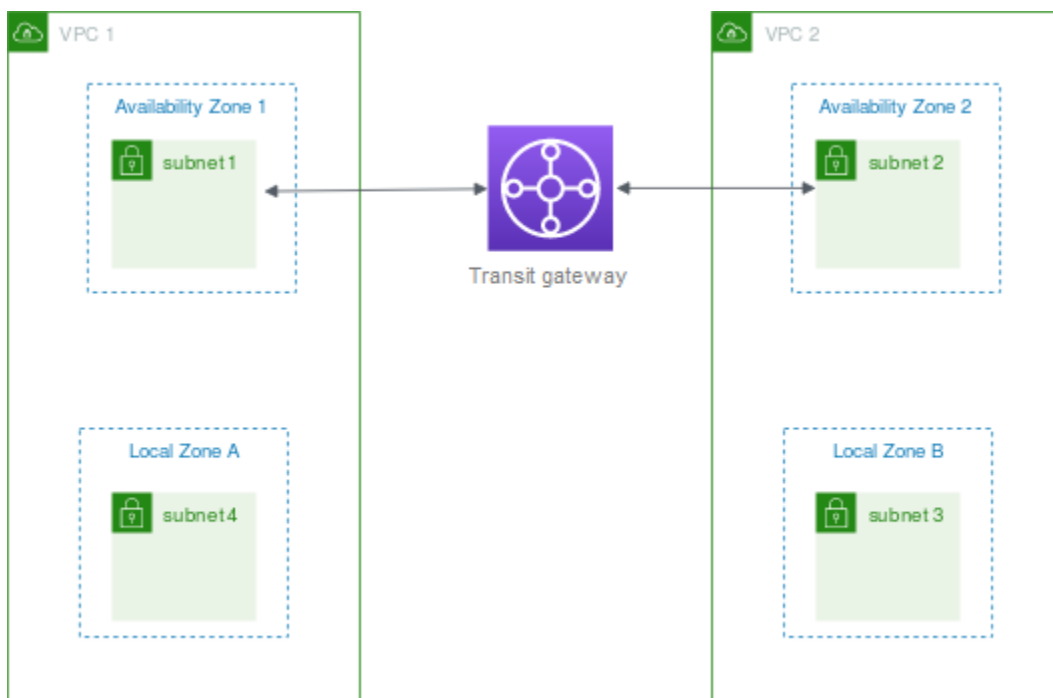 VPC 1
VPC 2
Availability Zone 1
Availability Zone 2
subnet 1
subnet 2
Transit gateway
Local Zone A
Local Zone B
subnet 4
subnet 3